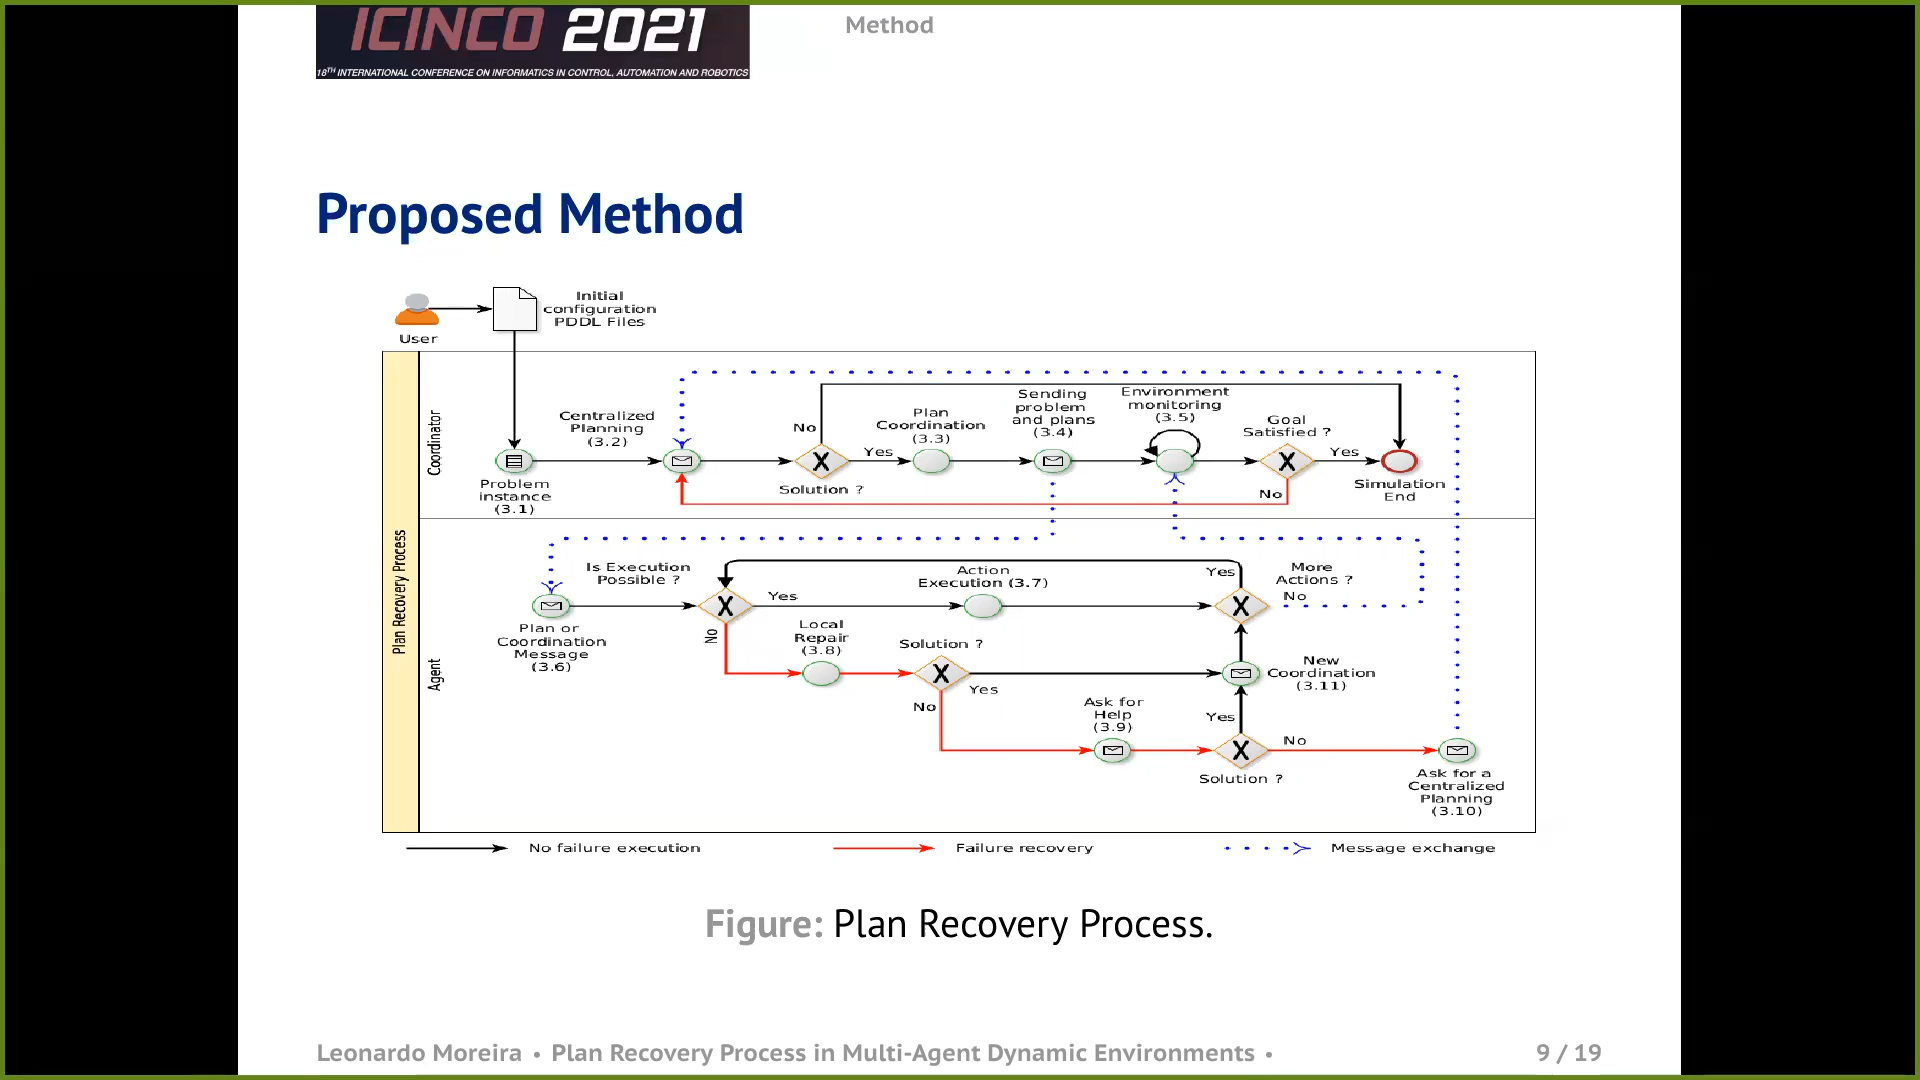 ICINCO 2021
18TH INTERNATIONAL CONFERENCE ON INFORMATICS IN CONTROL, AUTOMATION AND ROBOTICS
Method
Proposed Method
User
Initial
configuration
PDDL Files
Plan Recovery Process
Coordinator
Problem
instance
(3.1)
Centralized
Planning
(3.2)
No
Solution ?
Yes
Plan
Coordination
(3.3)
Sending
problem
and plans
(3.4)
Environment
monitoring
(3.5)
Goal
Satisfied ?
Yes
No
Simulation
End
Agent
Plan or
Coordination
Message
(3.6)
Is Execution
Possible ?
Yes
No
Action
Execution (3.7)
Yes
More
Actions ?
No
Local
Repair
(3.8)
Solution ?
Yes
No
New
Coordination
(3.11)
Ask for
Help
(3.9)
Yes
Solution ?
No
Ask for a
Centralized
Planning
(3.10)
No failure execution
Failure recovery
Message exchange
Figure: Plan Recovery Process.
Leonardo Moreira • Plan Recovery Process in Multi-Agent Dynamic Environments •
9 / 19